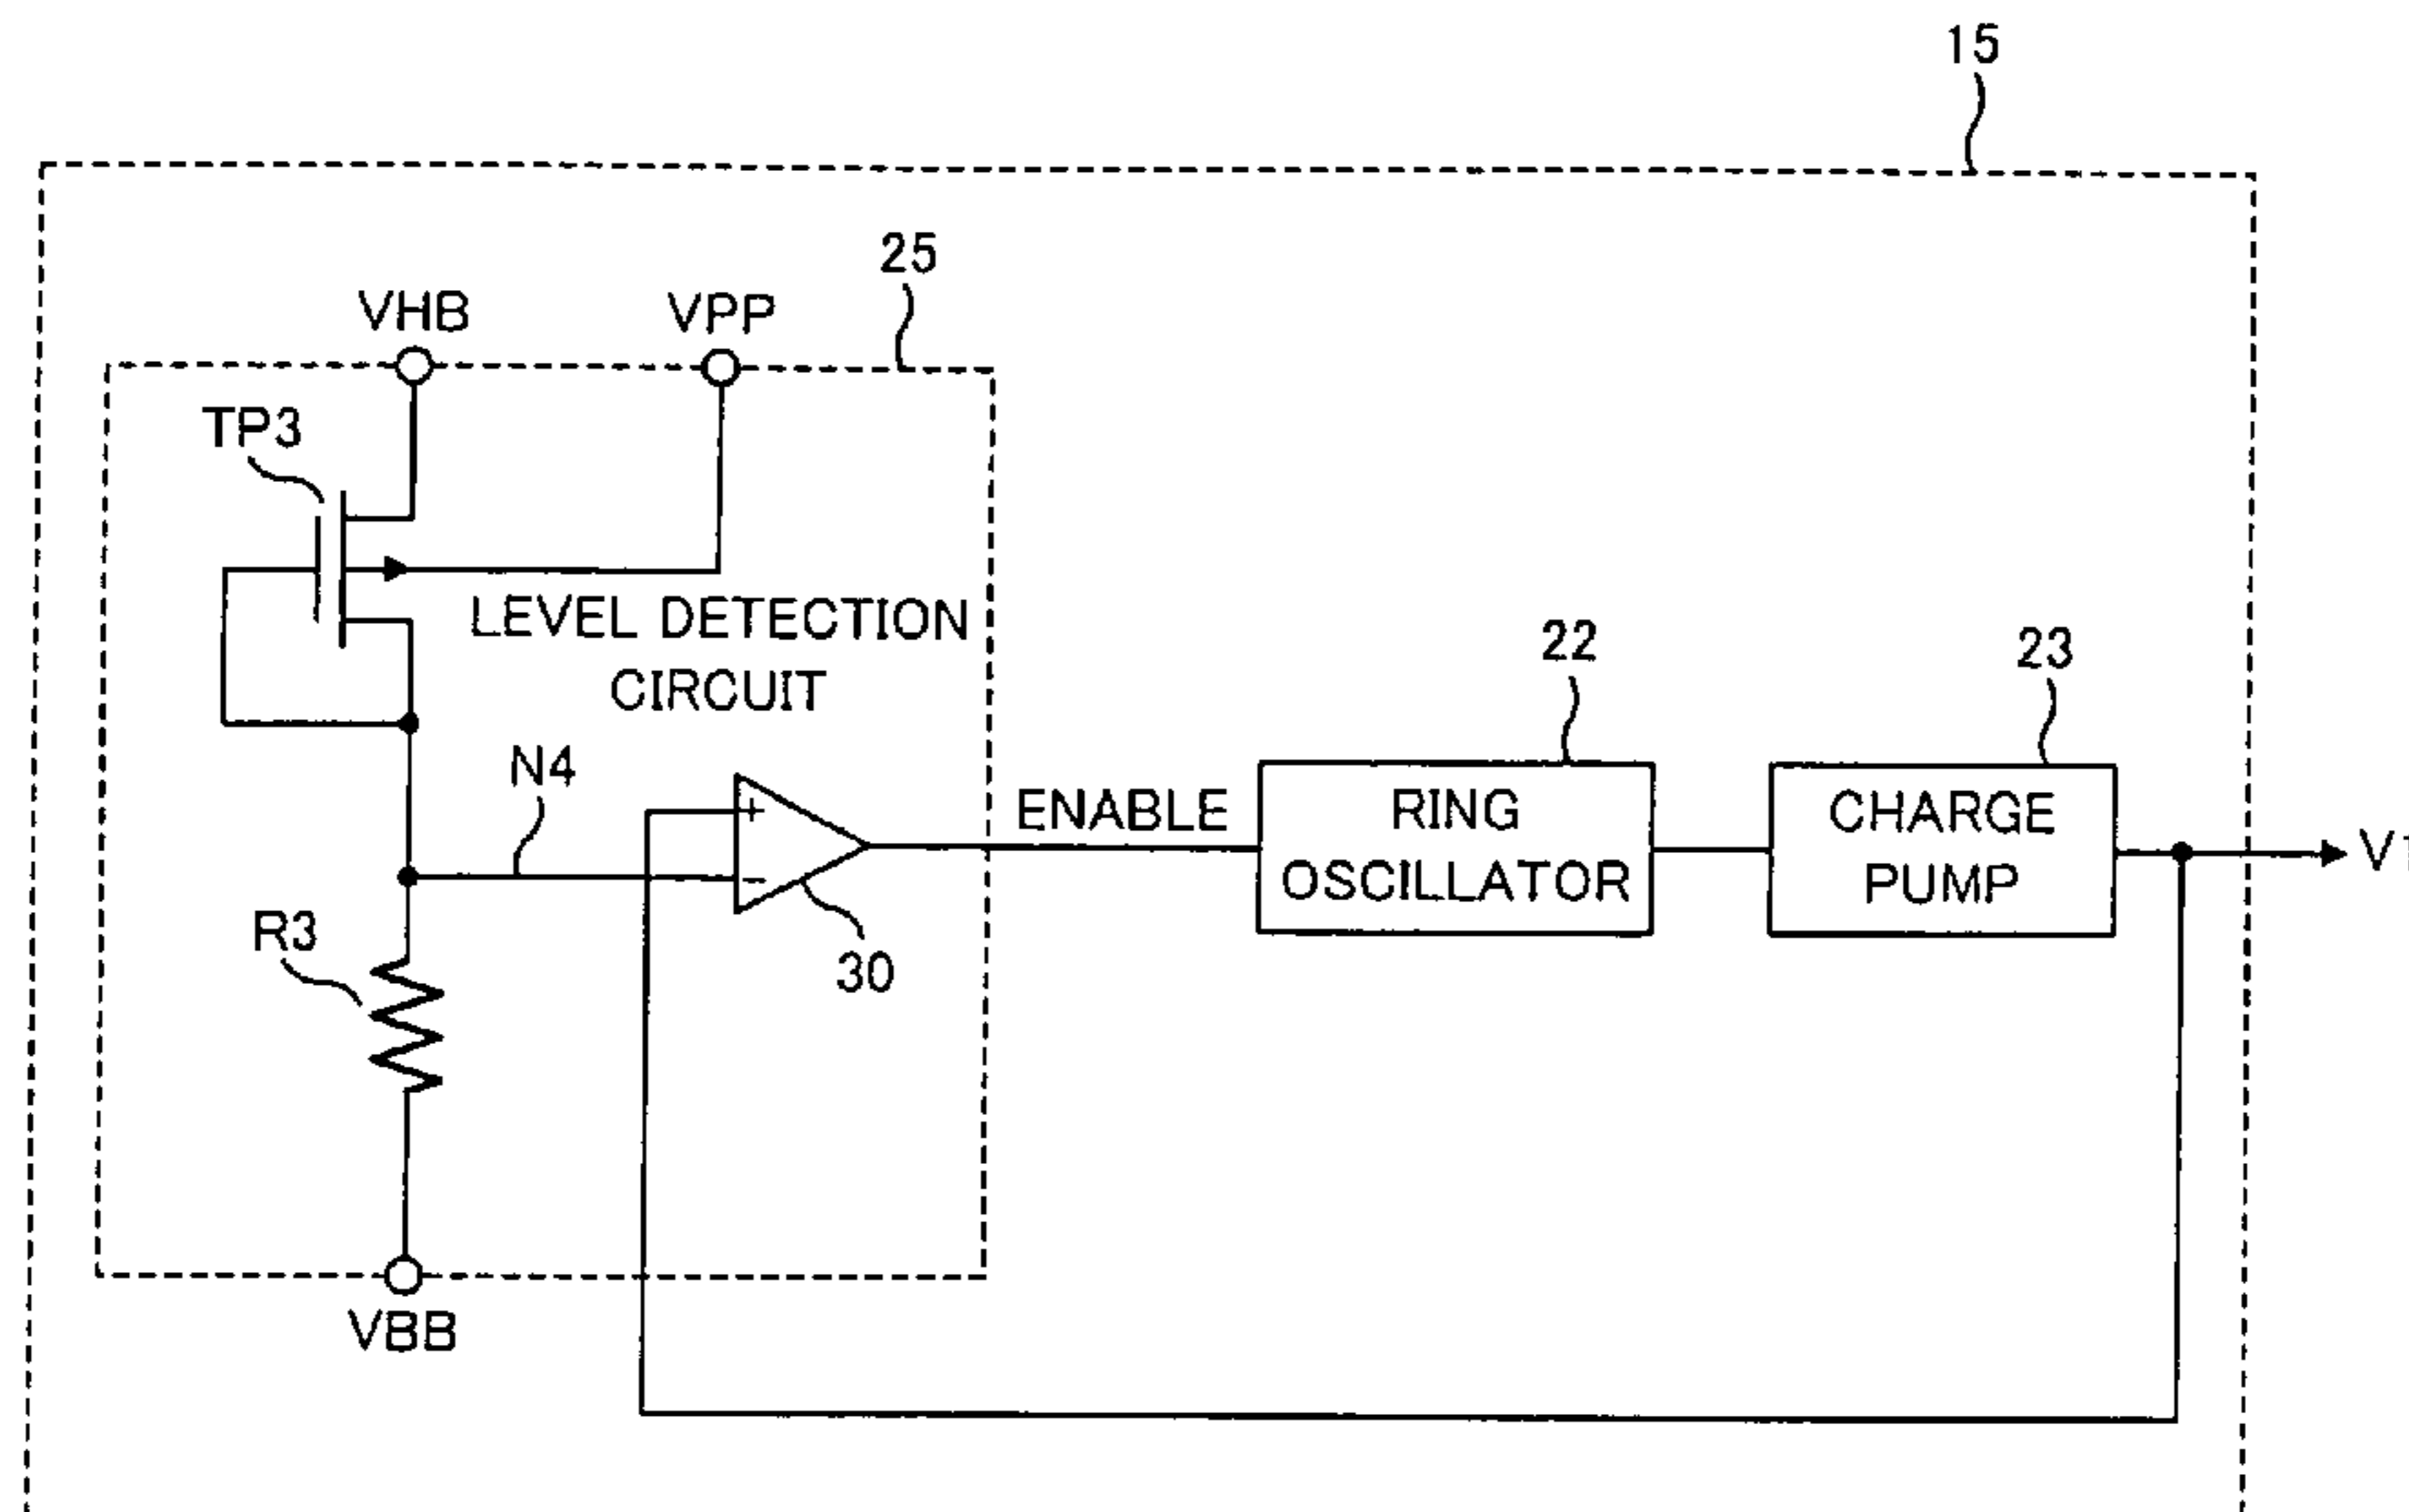 15
25
VHB
VPP
TP3
LEVEL DETECTION
CIRCUIT
N4
+
−
30
ENABLE
22
RING
OSCILLATOR
23
CHARGE
PUMP
R3
VBB